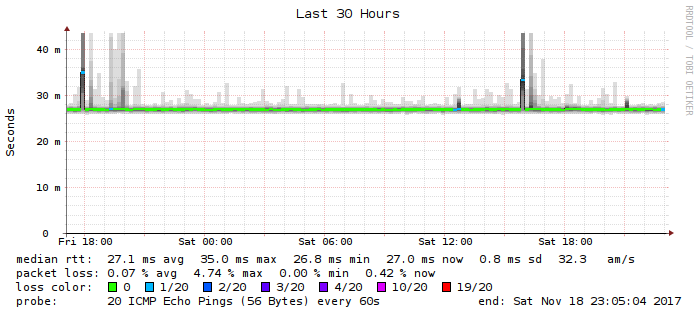 Last 30 Hours
RRDTOOL / TOBI OETIKER
Seconds
40 m
30 m
20 m
10 m
0
Fri 18:00 Sat 00:00 Sat 06:00 Sat 12:00 Sat 18:00
median rtt: 27.1 ms avg 35.0 ms max 26.8 ms min 27.0 ms now 0.8 ms sd 32.3 am/s
packet loss: 0.07 % avg 4.74 % max 0.00 % min 0.42 % now
loss color: 0 1/20 2/20 3/20 4/20 10/20 19/20
probe: 20 ICMP Echo Pings (56 Bytes) every 60s end: Sat Nov 18 23:05:04 2017